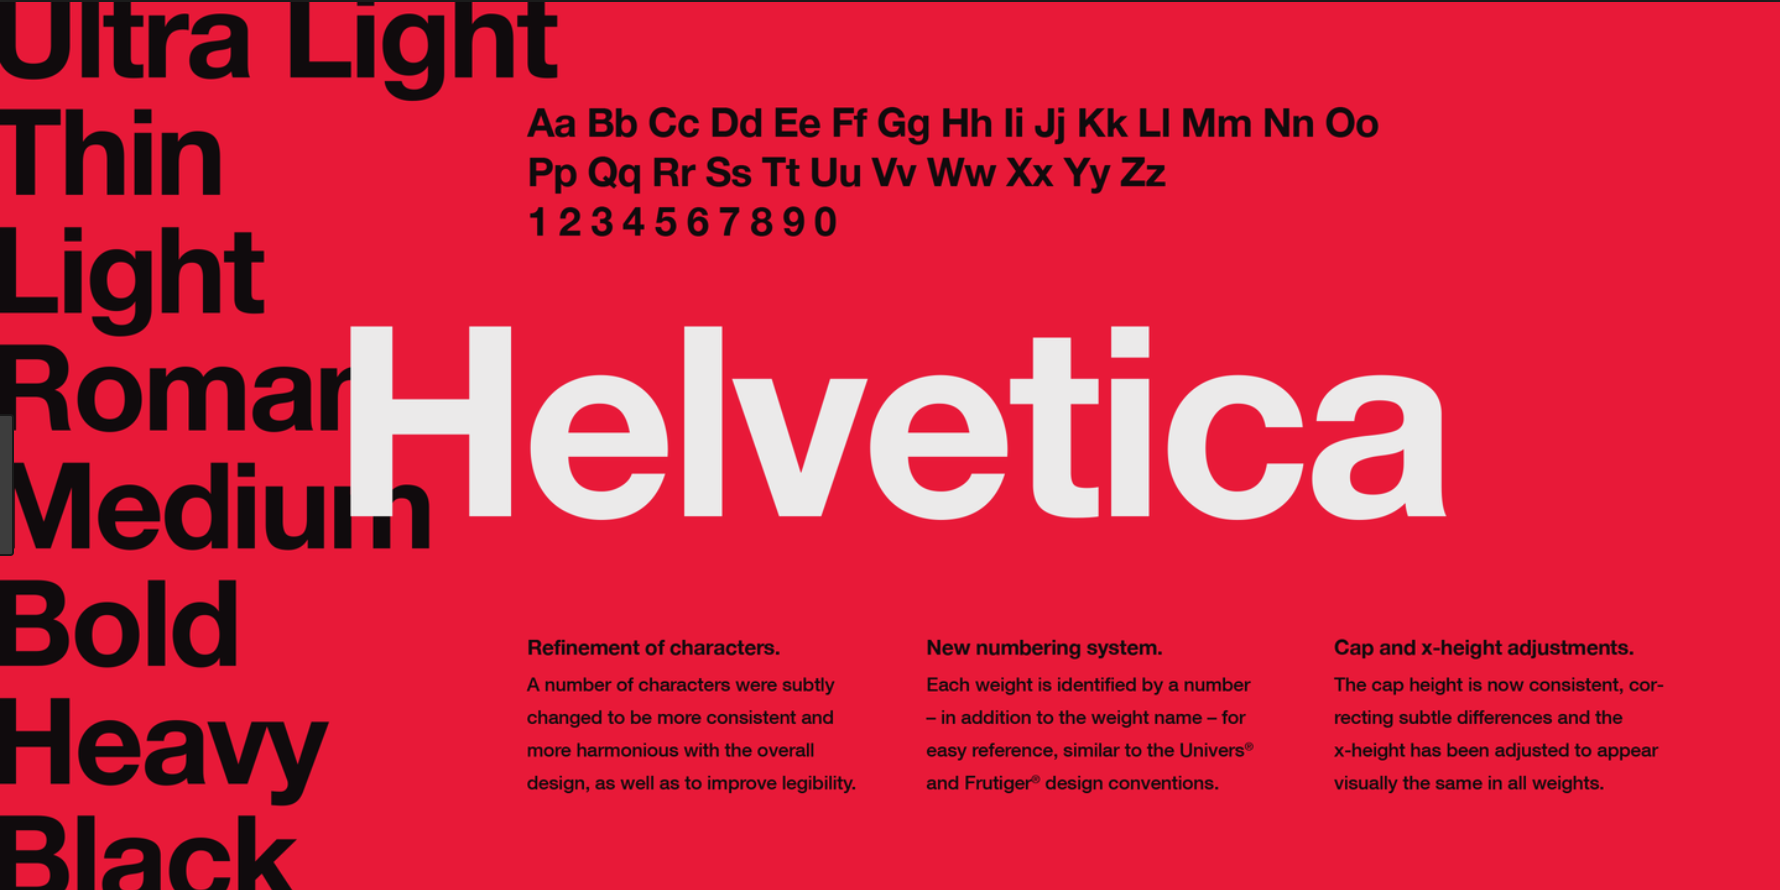 Ultra Light
Thin
Light
Roman
Medium
Bold
Heavy
Black
Aa Bb Cc Dd Ee Ff Gg Hh Ii Jj Kk Ll Mm Nn Oo
Pp Qq Rr Ss Tt Uu Vv Ww Xx Yy Zz
1 2 3 4 5 6 7 8 9 0
Helvetica
Refinement of characters.
A number of characters were subtly
changed to be more consistent and
more harmonious with the overall
design, as well as to improve legibility.
New numbering system.
Each weight is identified by a number
– in addition to the weight name – for
easy reference, similar to the Univers®
and Frutiger® design conventions.
Cap and x-height adjustments.
The cap height is now consistent, cor-
recting subtle differences and the
x-height has been adjusted to appear
visually the same in all weights.